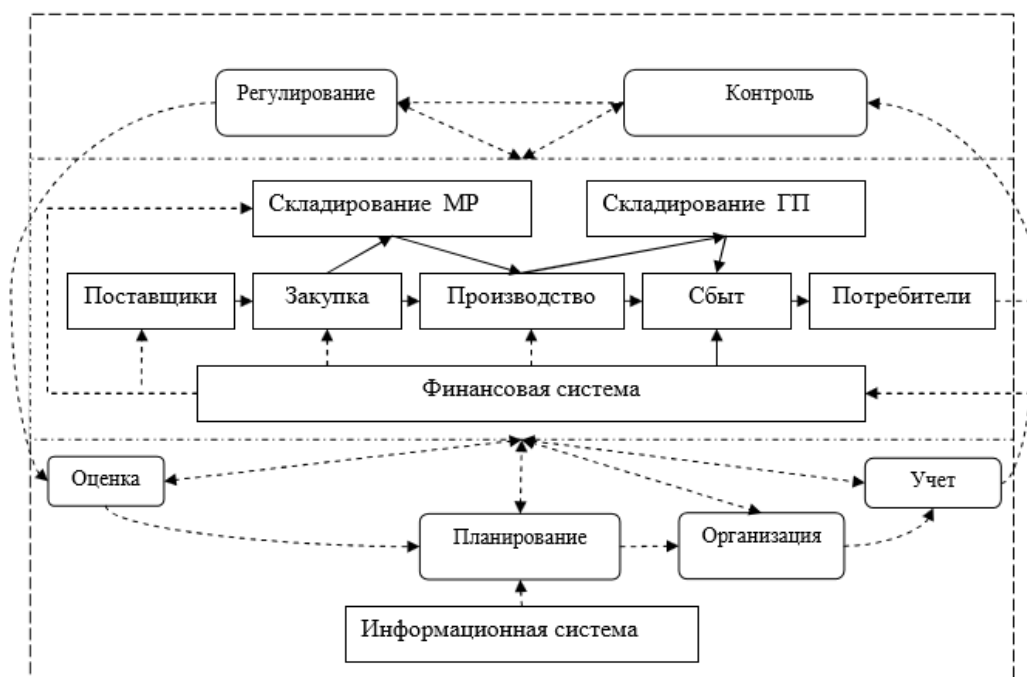 Регулирование
Контроль
Складирование МР
Складирование ГП
Поставщики
Закупка
Производство
Сбыт
Потребители
Финансовая система
Оценка
Учет
Планирование
Организация
Информационная система